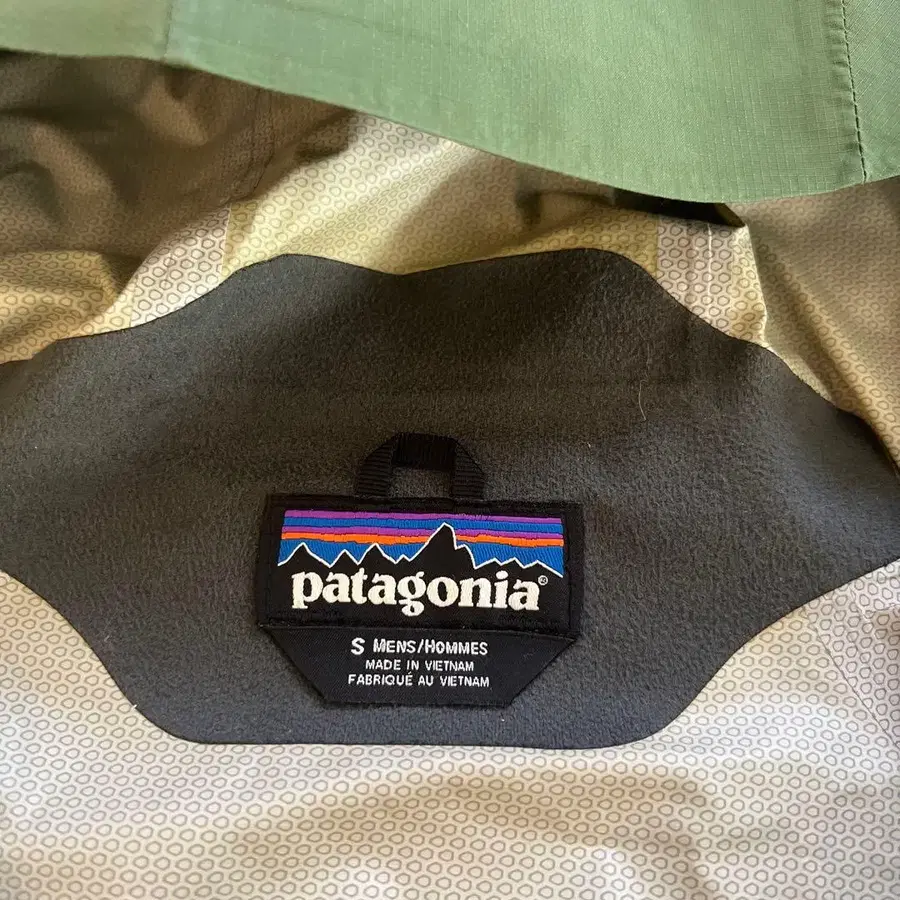 patagonia®
S MENS/HOMMES
MADE IN VIETNAM
FABRIQUÉ AU VIETNAM